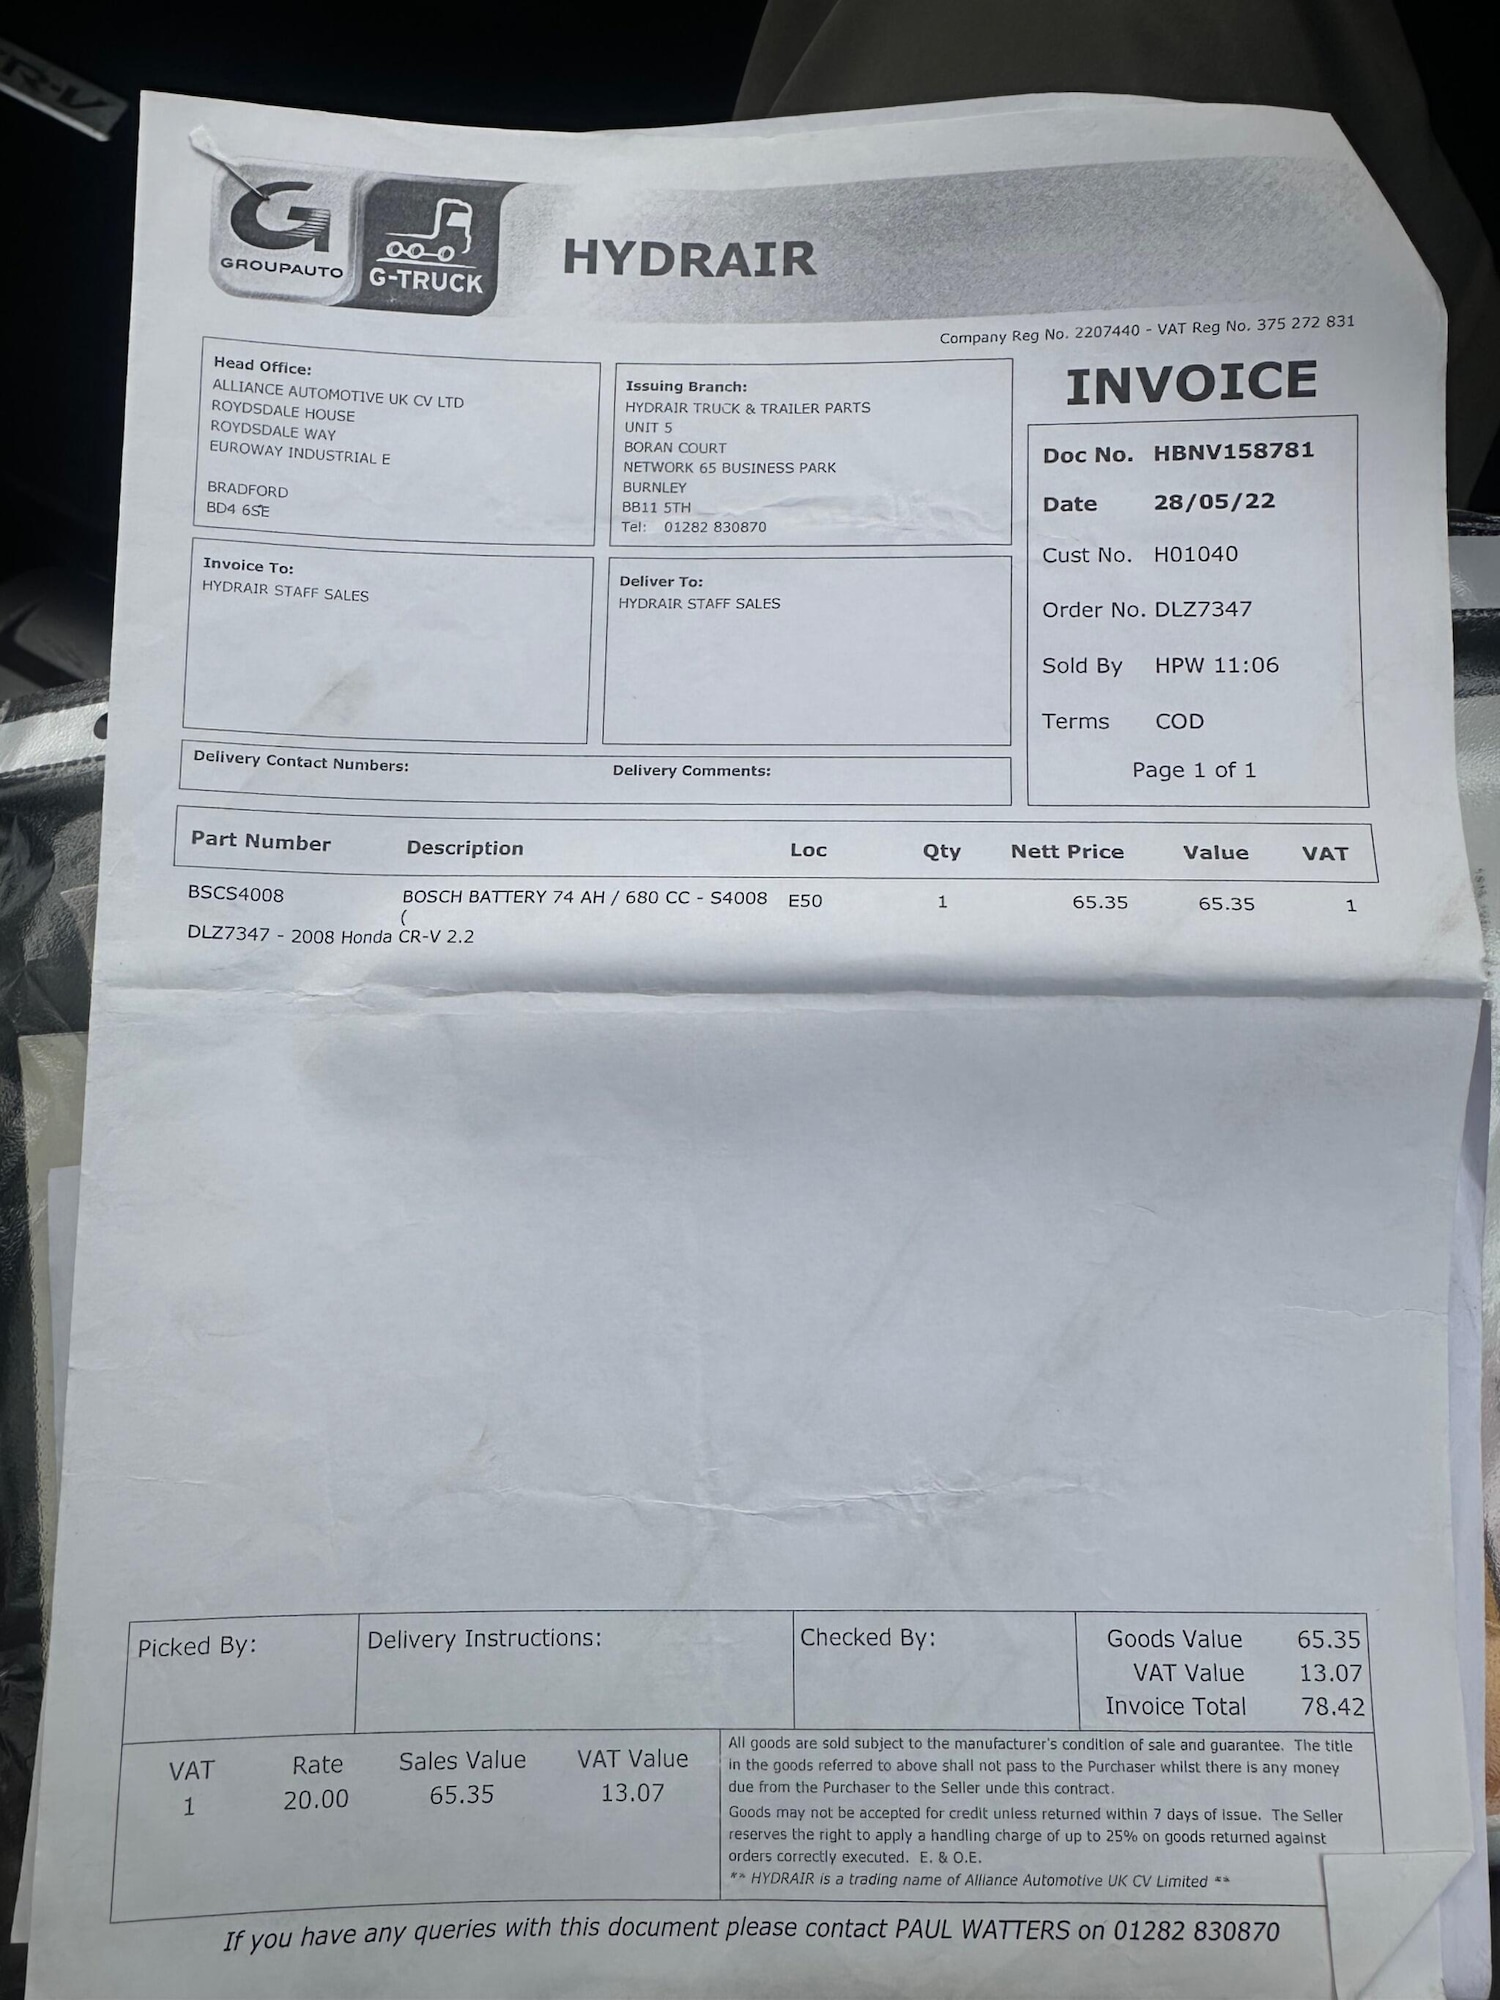 R-V
GROUPAUTO
G-TRUCK
HYDRAIR
Company Reg No. 2207440 - VAT Reg No. 375 272 831
INVOICE
Head Office:
ALLIANCE AUTOMOTIVE UK CV LTD
ROYDSDALE HOUSE
ROYDSDALE WAY
EUROWAY INDUSTRIAL E
BRADFORD
BD4 6SE
Issuing Branch:
HYDRAIR TRUCK & TRAILER PARTS
UNIT 5
BORAN COURT
NETWORK 65 BUSINESS PARK
BURNLEY
BB11 5TH
Tel: 01282 830870
Doc No. HBNV158781
Date 28/05/22
Cust No. H01040
Order No. DLZ7347
Sold By HPW 11:06
Terms COD
Page 1 of 1
Invoice To:
HYDRAIR STAFF SALES
Deliver To:
HYDRAIR STAFF SALES
Delivery Contact Numbers:
Delivery Comments:
Part Number Description Loc Qty Nett Price Value VAT
BSCS4008 BOSCH BATTERY 74 AH / 680 CC - S4008 E50 1 65.35 65.35 1
(
DLZ7347 - 2008 Honda CR-V 2.2
Picked By:
Delivery Instructions:
Checked By:
Goods Value 65.35
VAT Value 13.07
Invoice Total 78.42
VAT Rate Sales Value VAT Value
1 20.00 65.35 13.07
All goods are sold subject to the manufacturer's condition of sale and guarantee. The title
in the goods referred to above shall not pass to the Purchaser whilst there is any money
due from the Purchaser to the Seller unde this contract.
Goods may not be accepted for credit unless returned within 7 days of issue. The Seller
reserves the right to apply a handling charge of up to 25% on goods returned against
orders correctly executed. E. & O.E.
** HYDRAIR is a trading name of Alliance Automotive UK CV Limited **
If you have any queries with this document please contact PAUL WATTERS on 01282 830870